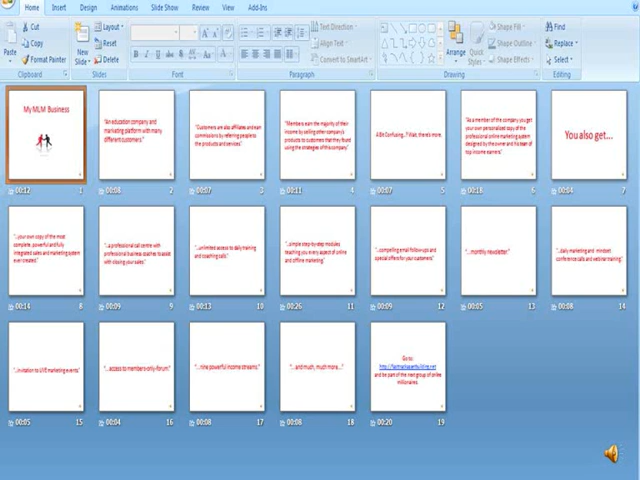 Home Insert Design Animations Slide Show Review View Add-Ins
Cut
Copy
Format Painter
Paste
Clipboard
New
Slide
Layout
Reset
Delete
Slides
Font
Text Direction
Align Text
Convert to SmartArt
Paragraph
Arrange
Quick
Styles
Shape Fill
Shape Outline
Shape Effects
Drawing
Find
Replace
Select
Editing
My MLM Business
00:12 1
"An education company and
marketing platform with many
different customers."
00:08 2
"Customers are also affiliates and earn
commissions by referring people to
the products and services"
00:07 3
"Members earn the majority of their
income by selling other company's
products to customers that they found
using the strategies of this company"
00:11 4
A Bit Confusing..? Wait, there's more.
00:07 5
"As a member of the company you get
your own personalized copy of the
professional online marketing system
designed by the owner and his team of
top income earners."
00:18 6
You also get...
00:04 7
"...your own copy of the most
complete, powerful and fully
integrated sales and marketing system
ever created."
00:14 8
"...a professional call centre with
professional business coaches to assist
with closing your sales."
00:09 9
"...unlimited access to daily training
and coaching calls."
00:13 10
"...simple step-by-step modules
teaching you every aspect of online
and offline marketing"
00:26 11
"...compelling email follow-ups and
special offers for your customers."
00:09 12
"...monthly newsletter."
00:05 13
"...daily marketing and mindset
conference calls and webinar training"
00:08 14
"...invitation to LIVE marketing events"
00:05 15
"...access to members-only-forum"
00:04 16
"...nine powerful income streams."
00:08 17
"...and much, much more..."
00:08 18
Go to:
and be part of the next group of online
millionaires.
00:20 19